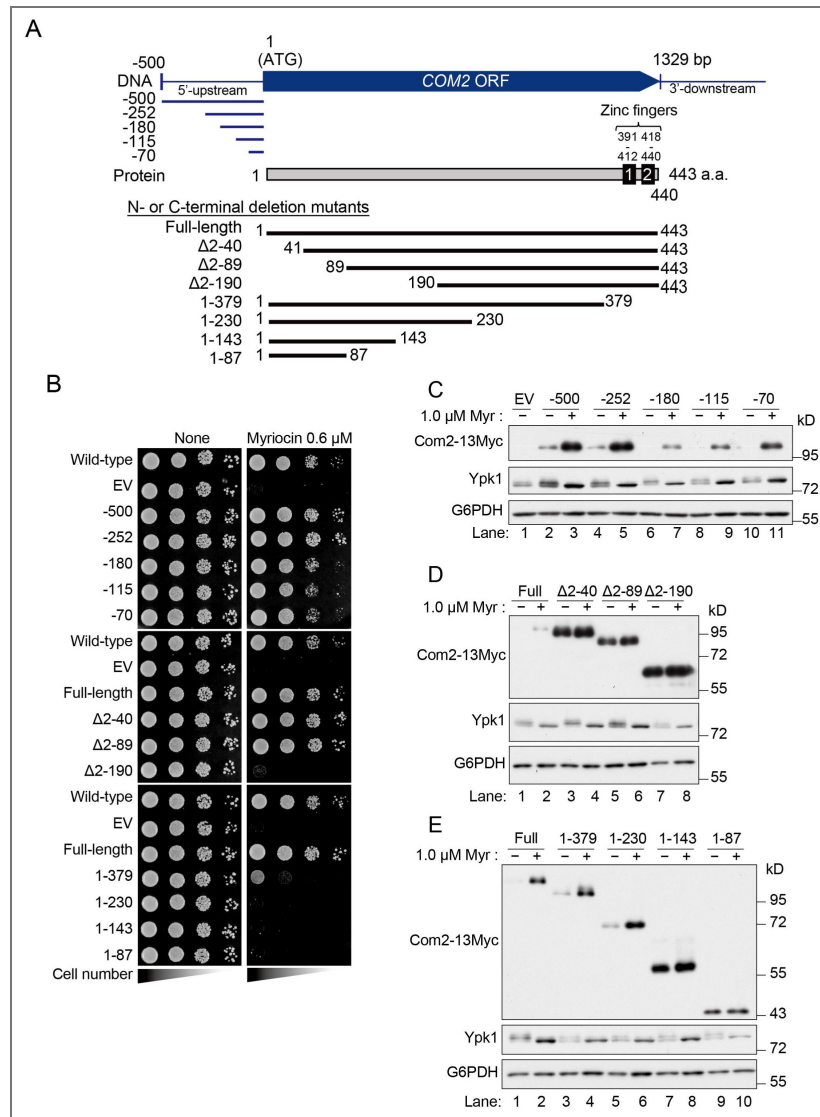 A
1
(ATG)
-500
1329 bp
DNA
5'-upstream
COM2 ORF
3'-downstream
-500
-252
-180
-115
-70
Zinc fingers
391 418
- -
412 440
Protein 1 1 2 443 a.a.
440
N- or C-terminal deletion mutants
Full-length 1 443
Δ2-40 41 443
Δ2-89 89 443
Δ2-190 190 443
1-379 1 379
1-230 1 230
1-143 1 143
1-87 1 87
B
None Myriocin 0.6 μM
Wild-type
EV
-500
-252
-180
-115
-70
Wild-type
EV
Full-length
Δ2-40
Δ2-89
Δ2-190
Wild-type
EV
Full-length
1-379
1-230
1-143
1-87
Cell number
C
EV -500 -252 -180 -115 -70
1.0 μM Myr : − − + − + − + − + − +
kD
Com2-13Myc
95
Ypk1
72
G6PDH
55
Lane: 1 2 3 4 5 6 7 8 9 10 11
D
Full Δ2-40 Δ2-89 Δ2-190
1.0 μM Myr : − + − + − + − +
kD
95
Com2-13Myc
72
55
Ypk1
72
G6PDH
55
Lane: 1 2 3 4 5 6 7 8
E
Full 1-379 1-230 1-143 1-87
1.0 μM Myr : − + − + − + − + − +
kD
95
72
Com2-13Myc
55
43
Ypk1
72
G6PDH
55
Lane: 1 2 3 4 5 6 7 8 9 10